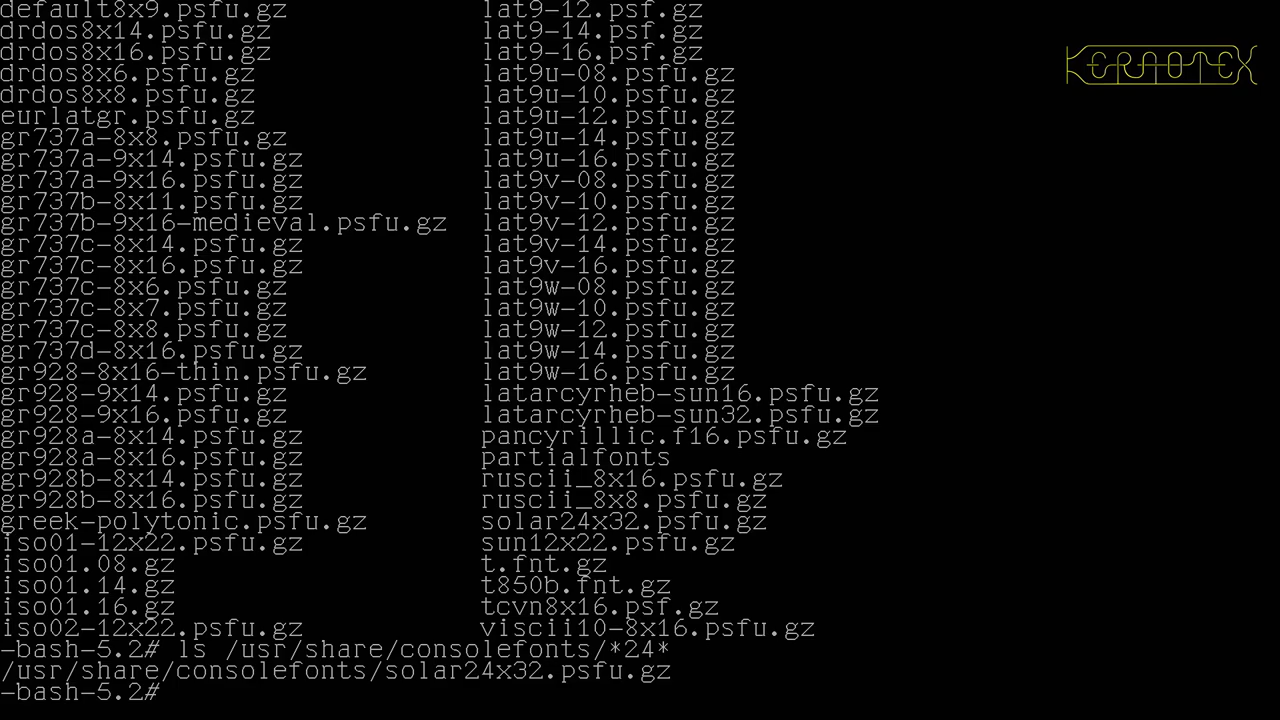 default8x9.psfu.gz lat9-12.psf.gz
drdos8x14.psfu.gz lat9-14.psf.gz
drdos8x16.psfu.gz lat9-16.psf.gz
drdos8x6.psfu.gz lat9u-08.psfu.gz
drdos8x8.psfu.gz lat9u-10.psfu.gz
eurlatgr.psfu.gz lat9u-12.psfu.gz
gr737a-8x8.psfu.gz lat9u-14.psfu.gz
gr737a-9x14.psfu.gz lat9u-16.psfu.gz
gr737a-9x16.psfu.gz lat9v-08.psfu.gz
gr737b-8x11.psfu.gz lat9v-10.psfu.gz
gr737b-9x16-medieval.psfu.gz lat9v-12.psfu.gz
gr737c-8x14.psfu.gz lat9v-14.psfu.gz
gr737c-8x16.psfu.gz lat9v-16.psfu.gz
gr737c-8x6.psfu.gz lat9w-08.psfu.gz
gr737c-8x7.psfu.gz lat9w-10.psfu.gz
gr737c-8x8.psfu.gz lat9w-12.psfu.gz
gr737d-8x16.psfu.gz lat9w-14.psfu.gz
gr928-8x16-thin.psfu.gz lat9w-16.psfu.gz
gr928-9x14.psfu.gz latarcyrheb-sun16.psfu.gz
gr928-9x16.psfu.gz latarcyrheb-sun32.psfu.gz
gr928a-8x14.psfu.gz pancyrillic.f16.psfu.gz
gr928a-8x16.psfu.gz partialfonts
gr928b-8x14.psfu.gz ruscii_8x16.psfu.gz
gr928b-8x16.psfu.gz ruscii_8x8.psfu.gz
greek-polytonic.psfu.gz solar24x32.psfu.gz
iso01-12x22.psfu.gz sun12x22.psfu.gz
iso01.08.gz t.fnt.gz
iso01.14.gz t850b.fnt.gz
iso01.16.gz tcvn8x16.psf.gz
iso02-12x22.psfu.gz viscii10-8x16.psfu.gz
-bash-5.2# ls /usr/share/consolefonts/*24*
/usr/share/consolefonts/solar24x32.psfu.gz
-bash-5.2#
KERAOTEX